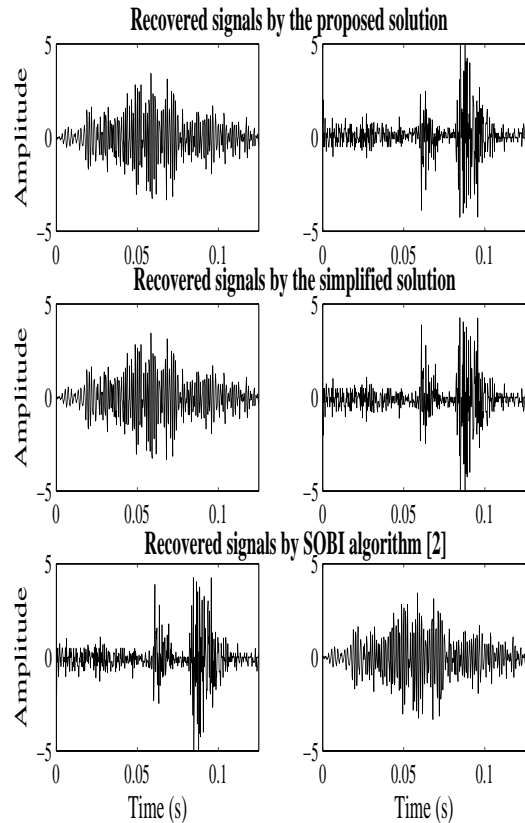 Recovered signals by the proposed solution
5
0
−5
Amplitude
0 0.05 0.1
5
0
−5
0 0.05 0.1
Recovered signals by the simplified solution
5
0
−5
Amplitude
0 0.05 0.1
5
0
−5
0 0.05 0.1
Recovered signals by SOBI algorithm [2]
5
0
−5
Amplitude
0 0.05 0.1
Time (s)
5
0
−5
0 0.05 0.1
Time (s)